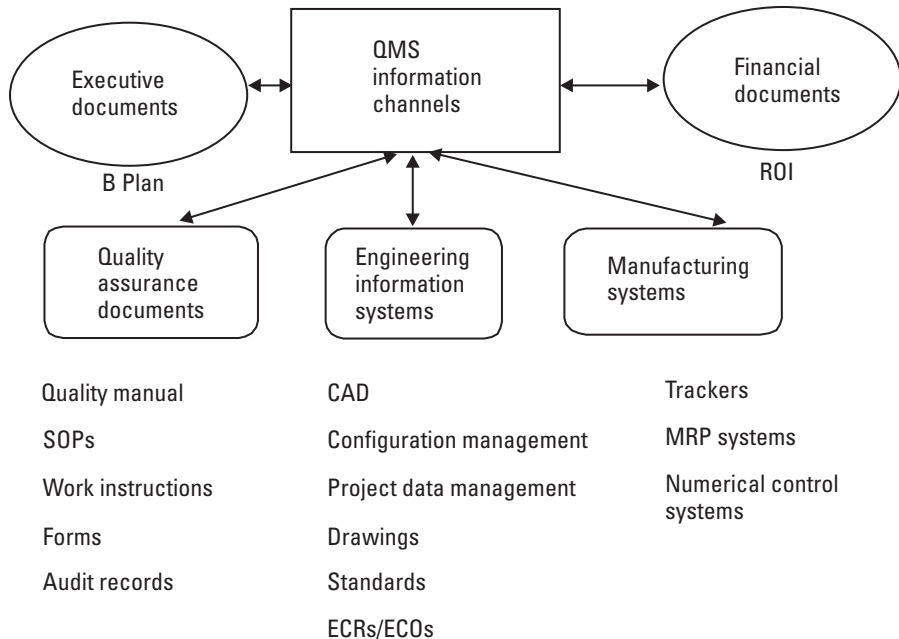 Executive
documents
QMS
information
channels
Financial
documents
B Plan
ROI
Quality
assurance
documents
Engineering
information
systems
Manufacturing
systems
Quality manual
SOPs
Work instructions
Forms
Audit records
CAD
Configuration management
Project data management
Drawings
Standards
ECRs/ECOs
Trackers
MRP systems
Numerical control
systems